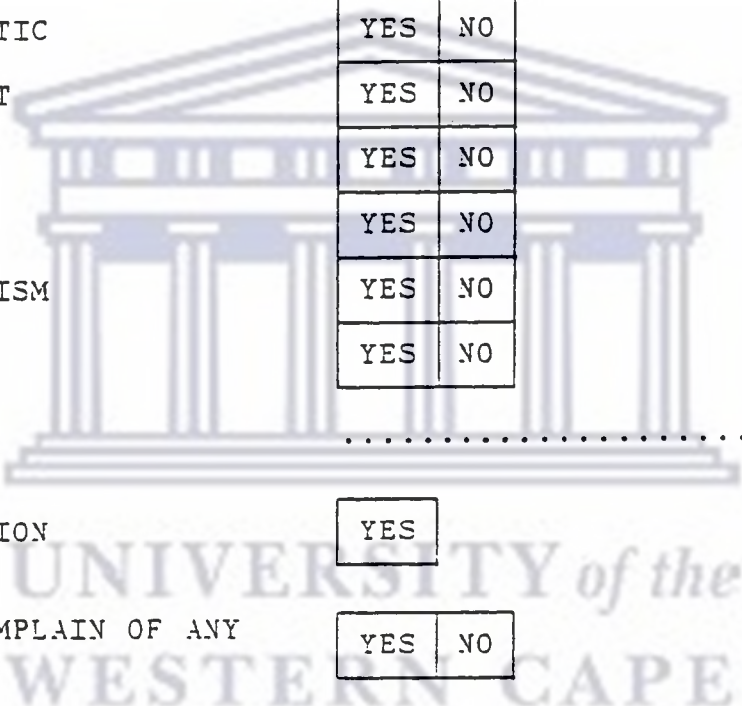 TIC YES NO
T YES NO
YES NO
YES NO
ISM YES NO
YES NO
....................
ION YES
UNIVERSITY of the
MPLAIN OF ANY YES NO
WESTERN CAPE